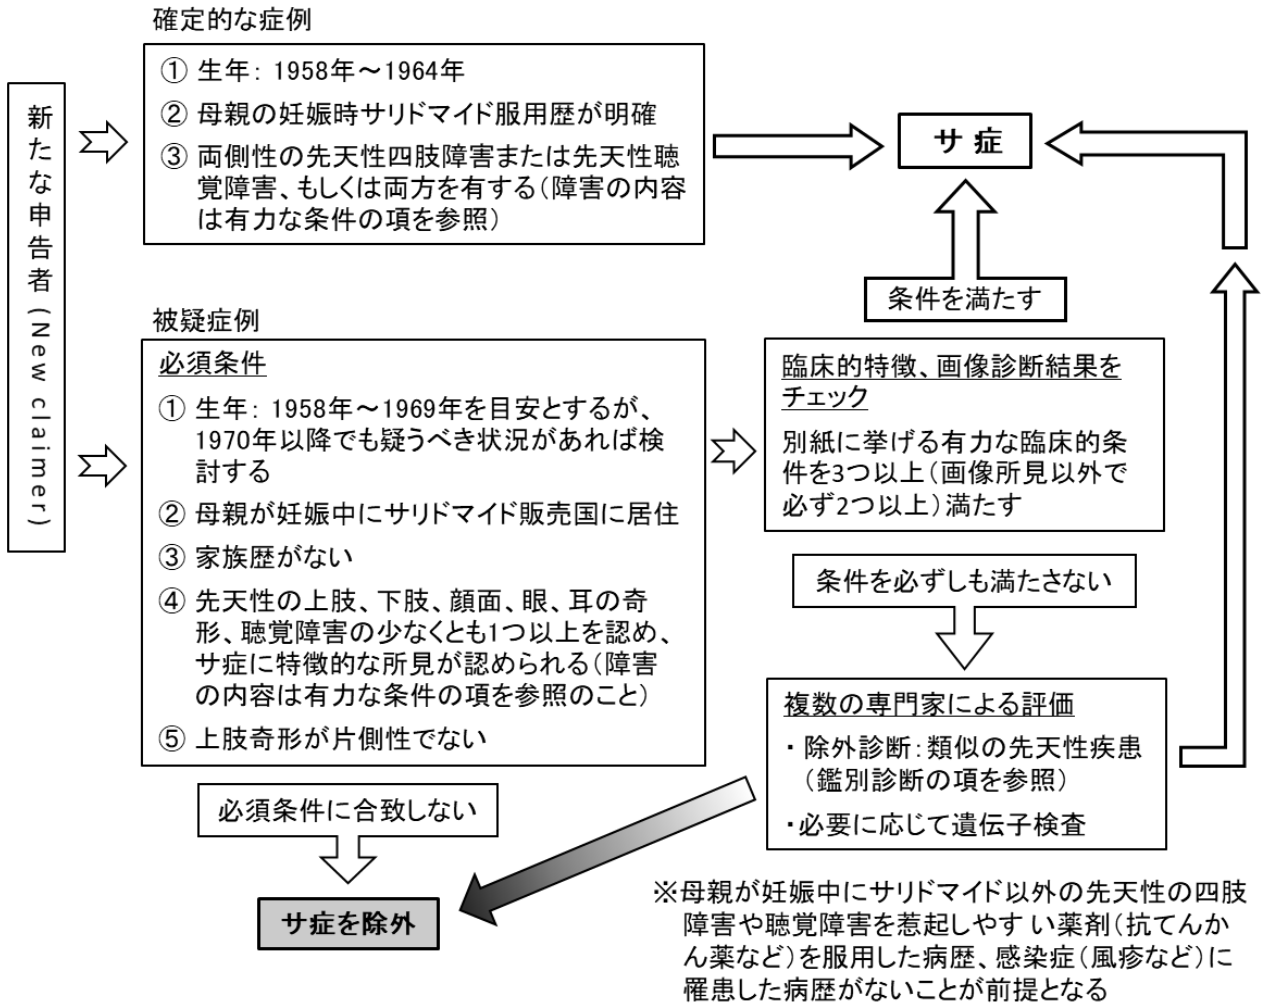 確定的な症例
新たな申告者(New claimer)
① 生年：1958年～1964年
② 母親の妊娠時サリドマイド服用歴が明確
③ 両側性の先天性四肢障害または先天性聴
覚障害、もしくは両方を有する（障害の内容
は有力な条件の項を参照）
サ 症
条件を満たす
被疑症例
必須条件
① 生年：1958年～1969年を目安とするが、
1970年以降でも疑うべき状況があれば検
討する
② 母親が妊娠中にサリドマイド販売国に居住
③ 家族歴がない
④ 先天性の上肢、下肢、顔面、眼、耳の奇
形、聴覚障害の少なくとも1つ以上を認め、
サ症に特徴的な所見が認められる（障害
の内容は有力な条件の項を参照のこと）
⑤ 上肢奇形が片側性でない
臨床的特徴、画像診断結果を
チェック
別紙に挙げる有力な臨床的条
件を3つ以上（画像所見以外で
必ず2つ以上）満たす
条件を必ずしも満たさない
複数の専門家による評価
・除外診断：類似の先天性疾患
（鑑別診断の項を参照）
・必要に応じて遺伝子検査
必須条件に合致しない
サ症を除外
※母親が妊娠中にサリドマイド以外の先天性の四肢
障害や聴覚障害を惹起しやす い薬剤（抗てんか
ん薬など）を服用した病歴、感染症（風疹など）に
罹患した病歴がないことが前提となる